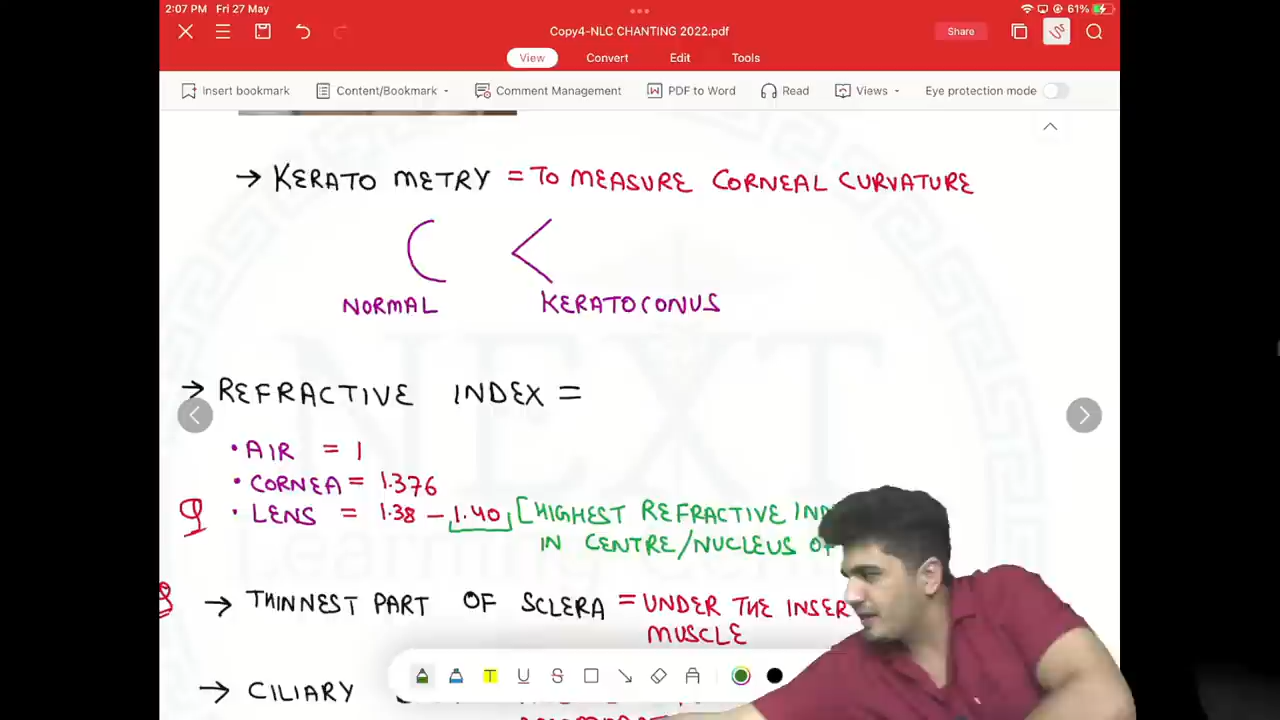 2:07 PM Fri 27 May
61%
Copy4-NLC CHANTING 2022.pdf
Share
View Convert Edit Tools
Insert bookmark Content/Bookmark Comment Management PDF to Word Read Views Eye protection mode
→ KERATO METRY = TO MEASURE CORNEAL CURVATURE
NORMAL KERATOCONUS
→ REFRACTIVE INDEX =
• AIR = 1
• CORNEA = 1.376
• LENS = 1.38 - 1.40 [HIGHEST REFRACTIVE
IN CENTRE/NUCLEUS
→ THINNEST PART OF SCLERA = UNDER THE
MUSCLE
→ CILIARY
NEXT
Learning